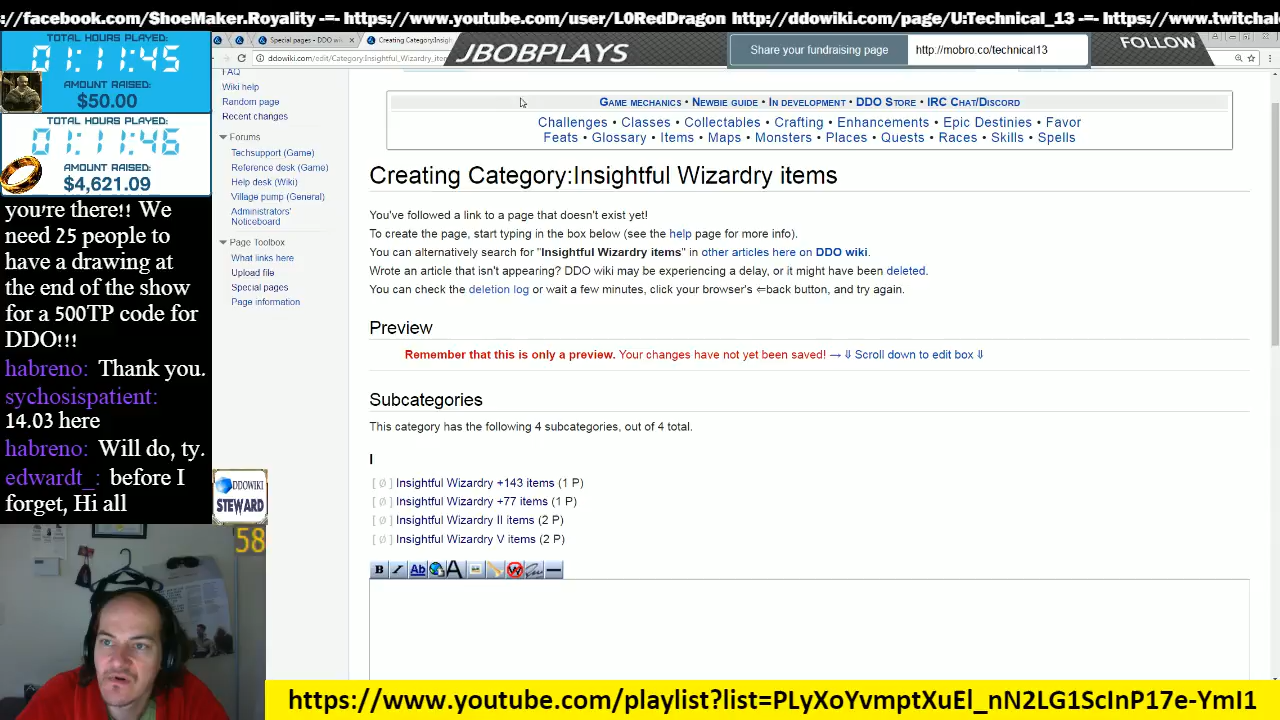 s://facebook.com/ShoeMaker.Royality -=- https://www.youtube.com/user/L0RedDragon http://ddowiki.com/page/U:Technical_13 -=- https://www.twitchal
TOTAL HOURS PLAYED:
01:11:45
AMOUNT RAISED:
$50.00
TOTAL HOURS PLAYED:
01:11:46
AMOUNT RAISED:
$4,621.09
you're there!! We
need 25 people to
have a drawing at
the end of the show
for a 500TP code for
DDO!!!
habreno: Thank you.
sychosispatient:
14.03 here
habreno: Will do, ty.
edwardt_: before I
forget, Hi all
Special pages - DDO wi
Creating Category:Insigh
ddowiki.com/edit/Category:Insightful_Wizardry_ite
JBOBPLAYS
Share your fundraising page
http://mobro.co/technical13
FOLLOW
FAQ
Wiki help
Random page
Recent changes
Forums
Techsupport (Game)
Reference desk (Game)
Help desk (Wiki)
Village pump (General)
Administrators'
Noticeboard
Page Toolbox
What links here
Upload file
Special pages
Page information
DDOWIKI
STEWARD
58
Game mechanics • Newbie guide • In development • DDO Store • IRC Chat/Discord
Challenges • Classes • Collectables • Crafting • Enhancements • Epic Destinies • Favor
Feats • Glossary • Items • Maps • Monsters • Places • Quests • Races • Skills • Spells
Creating Category:Insightful Wizardry items
You've followed a link to a page that doesn't exist yet!
To create the page, start typing in the box below (see the help page for more info).
You can alternatively search for "Insightful Wizardry items" in other articles here on DDO wiki.
Wrote an article that isn't appearing? DDO wiki may be experiencing a delay, or it might have been deleted.
You can check the deletion log or wait a few minutes, click your browser's ⇐back button, and try again.
Preview
Remember that this is only a preview. Your changes have not yet been saved! → ⇓ Scroll down to edit box ⇓
Subcategories
This category has the following 4 subcategories, out of 4 total.
I
[ Ø ] Insightful Wizardry +143 items (1 P)
[ Ø ] Insightful Wizardry +77 items (1 P)
[ Ø ] Insightful Wizardry II items (2 P)
[ Ø ] Insightful Wizardry V items (2 P)
B I Ab A W
https://www.youtube.com/playlist?list=PLyXoYvmptXuEl_nN2LG1ScInP17e-YmI1